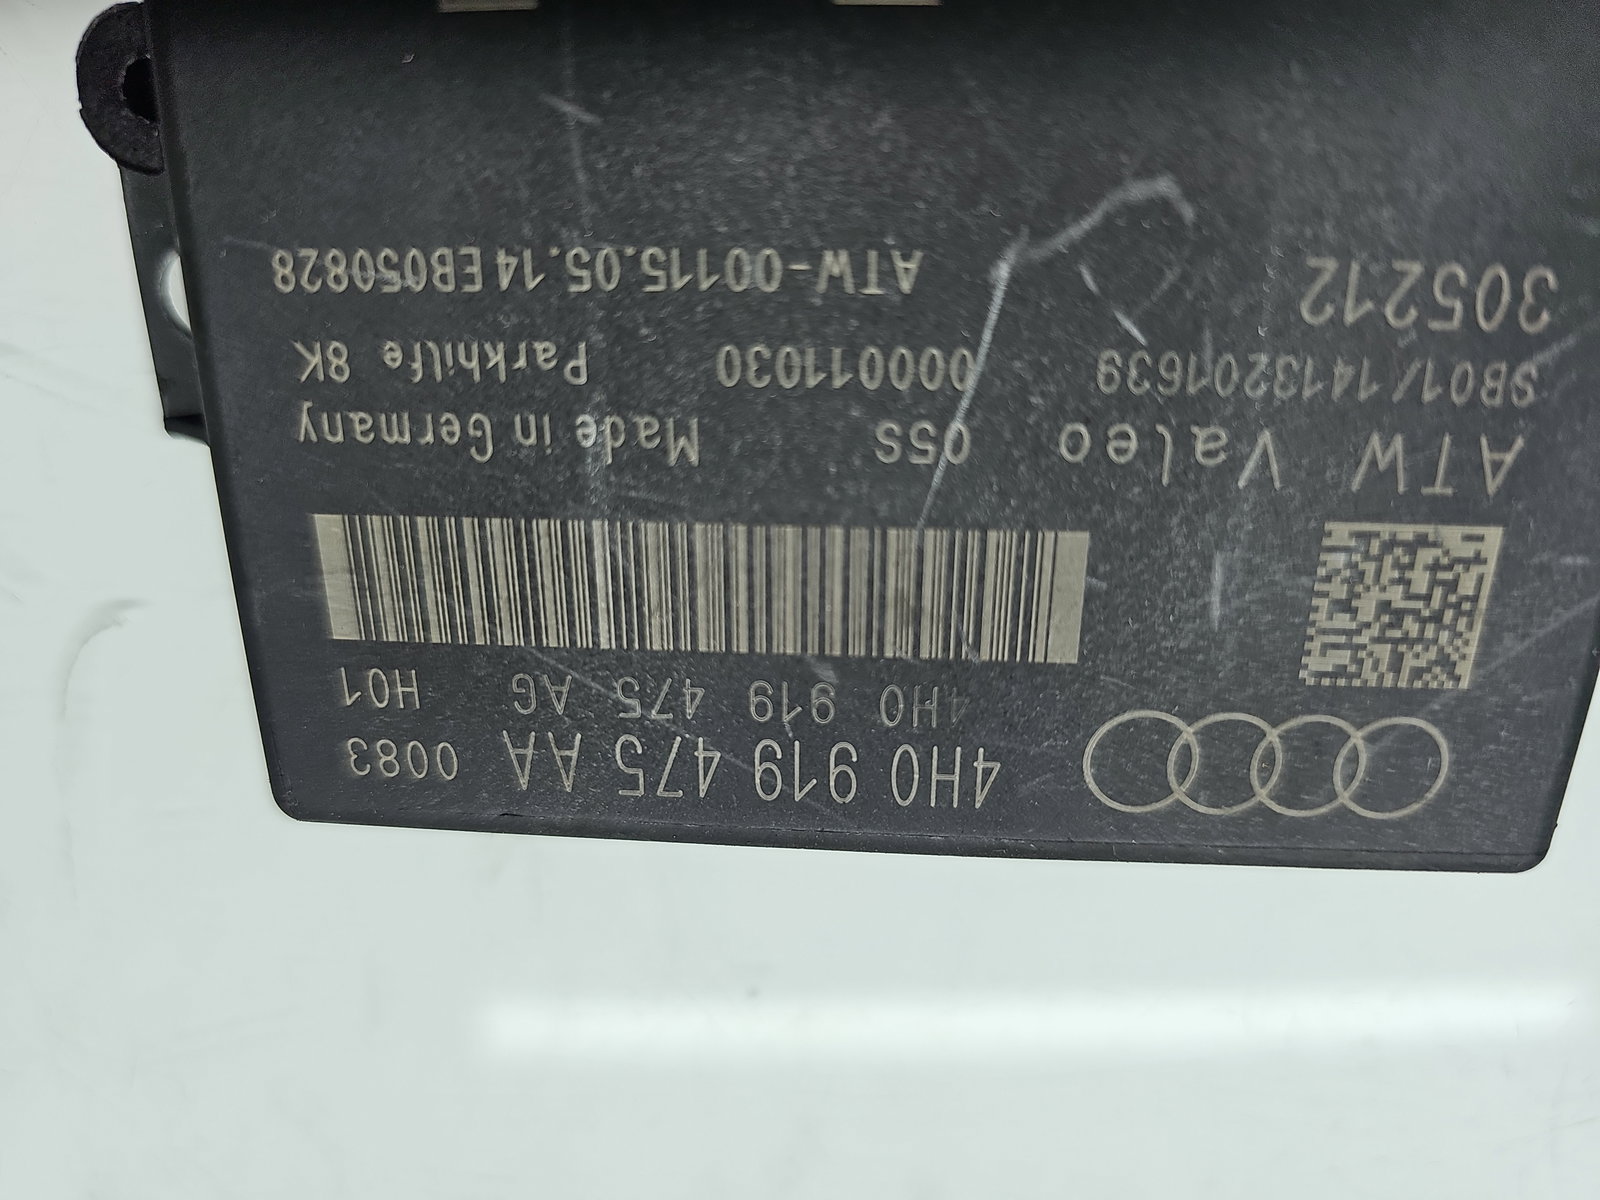 4H0 919 475 AA 0083
4H0 919 475 AG H01
ATW Valeo 05S Made in Germany
SB01/1413201639 000011030 Parkhilfe 8K
305212 ATW-00115.05.14 EB050828